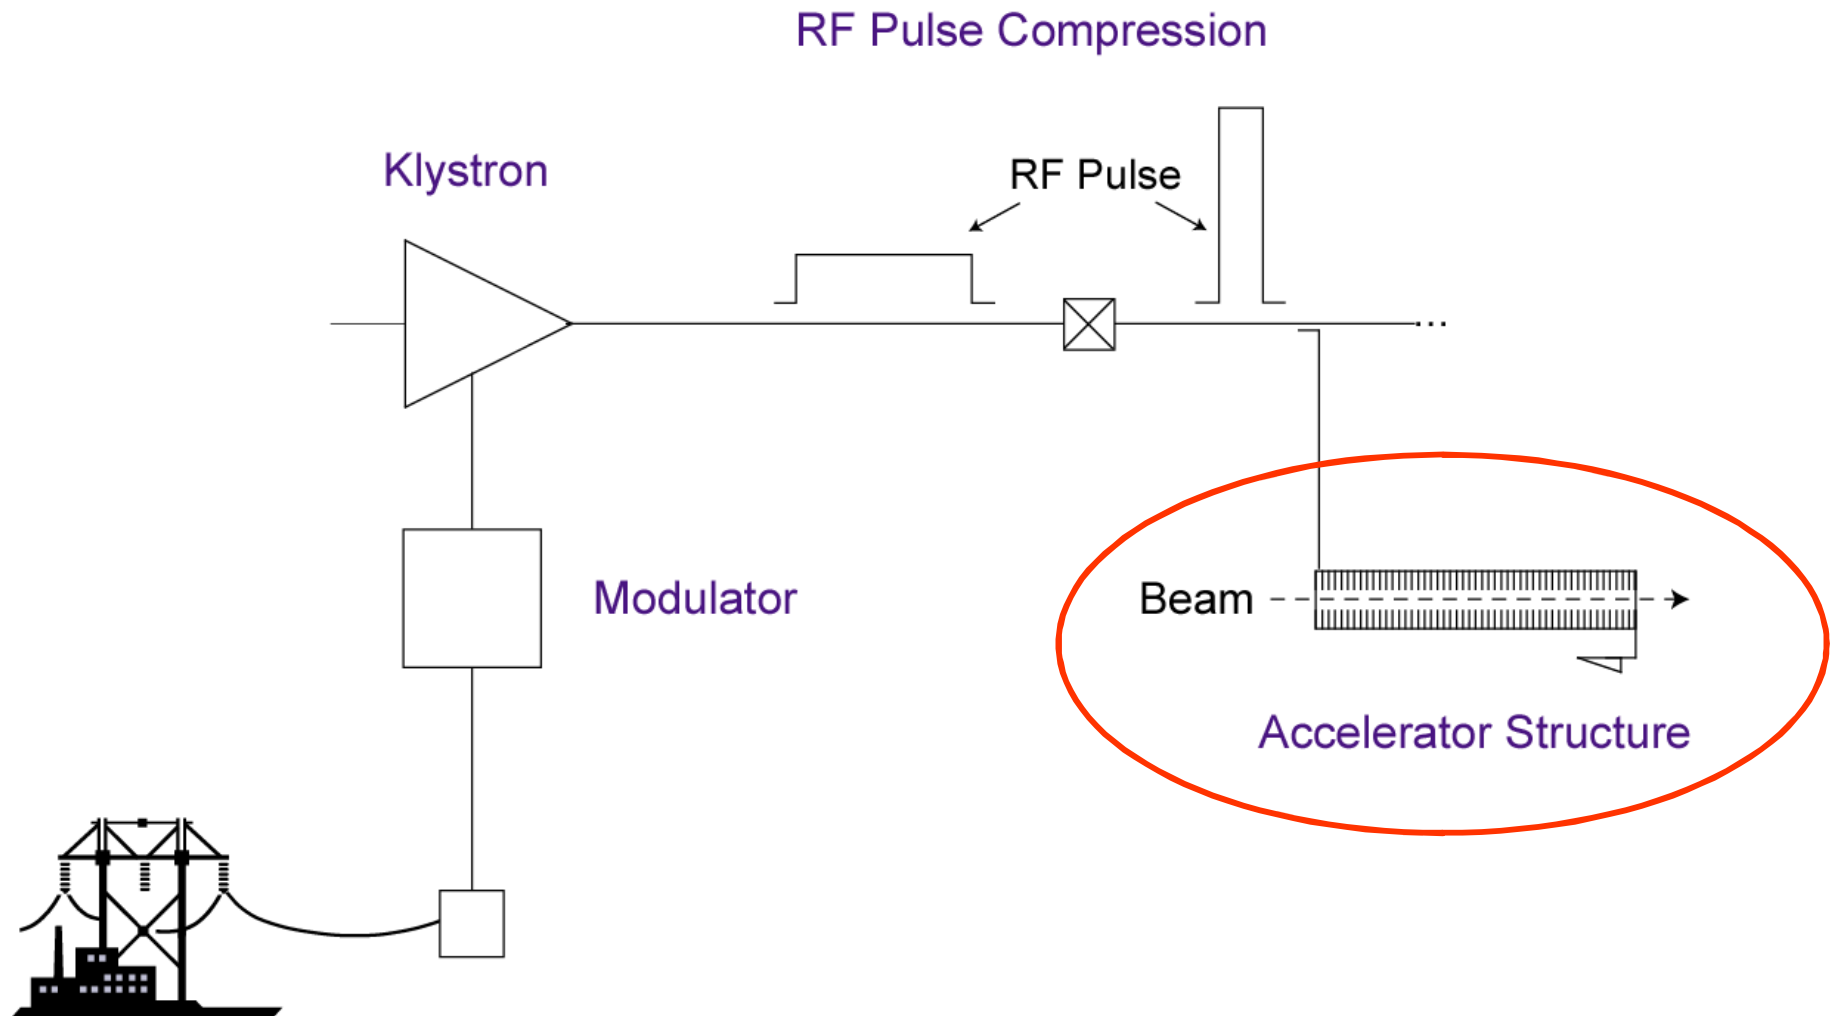 RF Pulse Compression
Klystron
RF Pulse
...
Modulator
Beam
Accelerator Structure